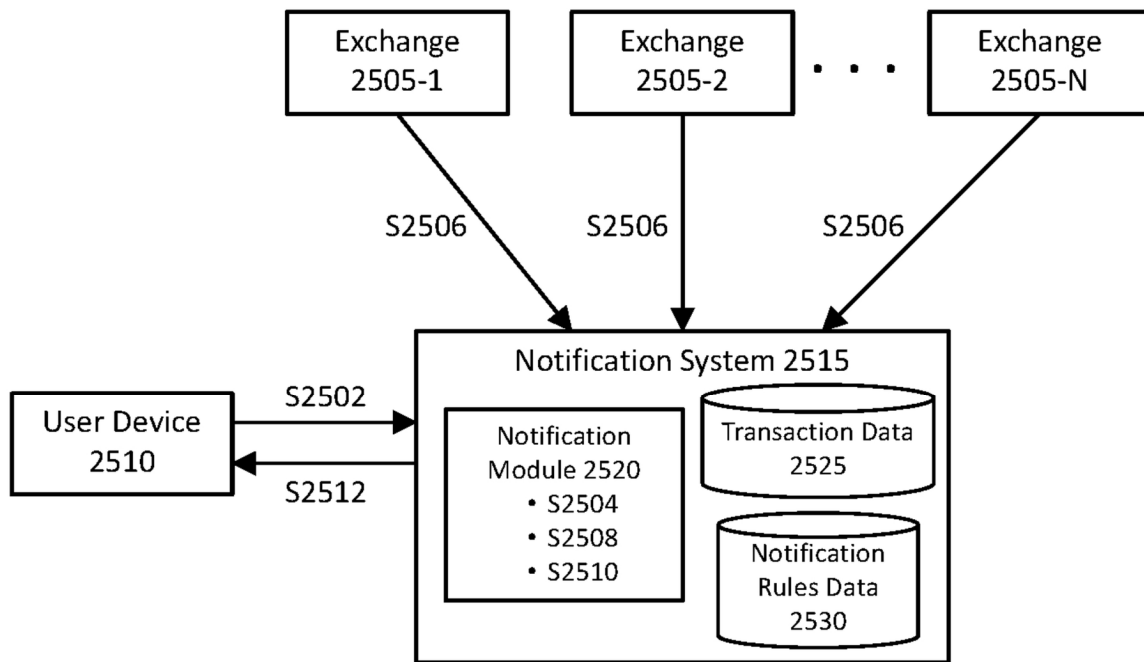 Exchange
2505-1
Exchange
2505-2
. . .
Exchange
2505-N
S2506
S2506
S2506
Notification System 2515
User Device
2510
S2502
S2512
Notification
Module 2520
• S2504
• S2508
• S2510
Transaction Data
2525
Notification
Rules Data
2530